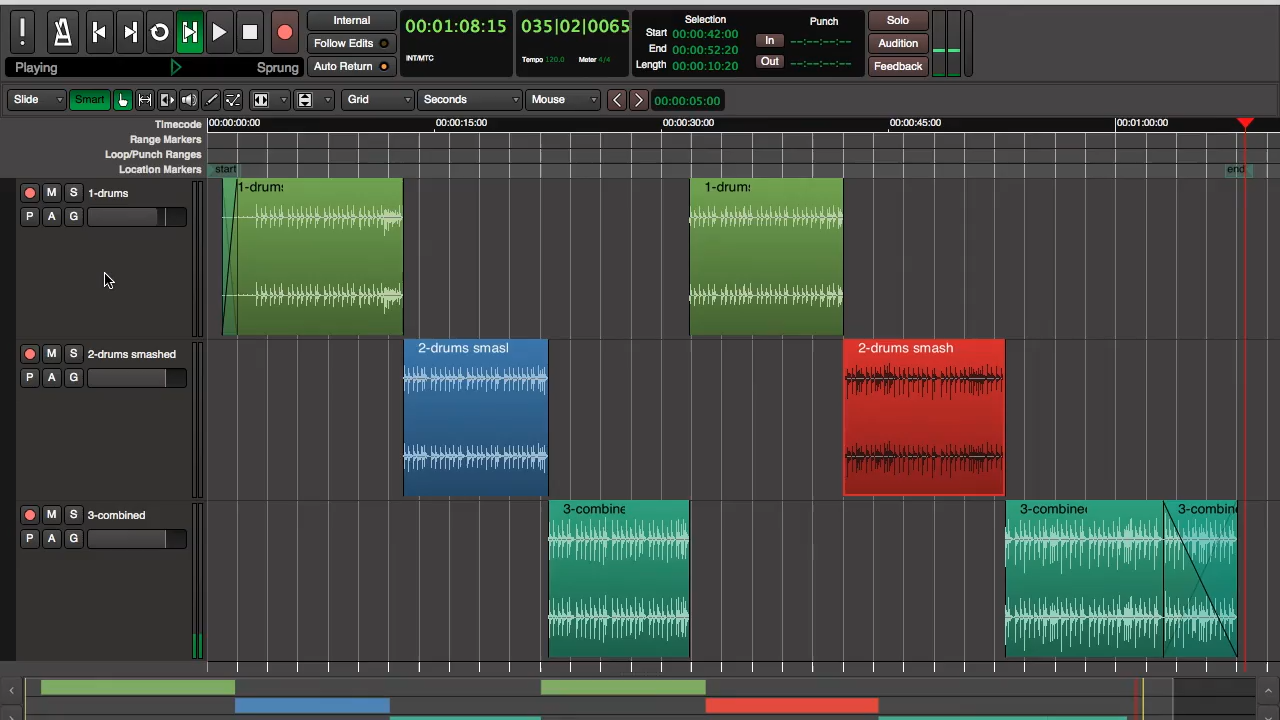 Internal
Follow Edits
Auto Return
Playing
Sprung
00:01:08:15
INT/MTC
035|02|0065
Tempo 120.0 Meter 4/4
Selection
Start 00:00:42:00
End 00:00:52:20
Length 00:00:10:20
Punch
In --:--:--:--
Out --:--:--:--
Solo
Audition
Feedback
Slide
Smart
Grid
Seconds
Mouse
00:00:05:00
Timecode
00:00:00:00 00:00:15:00 00:00:30:00 00:00:45:00 00:01:00:00
Range Markers
Loop/Punch Ranges
Location Markers
start
end
M S 1-drums
P A G
1-drums
1-drums
M S 2-drums smashed
P A G
2-drums smasl
2-drums smash
M S 3-combined
P A G
3-combine
3-combined
3-combin